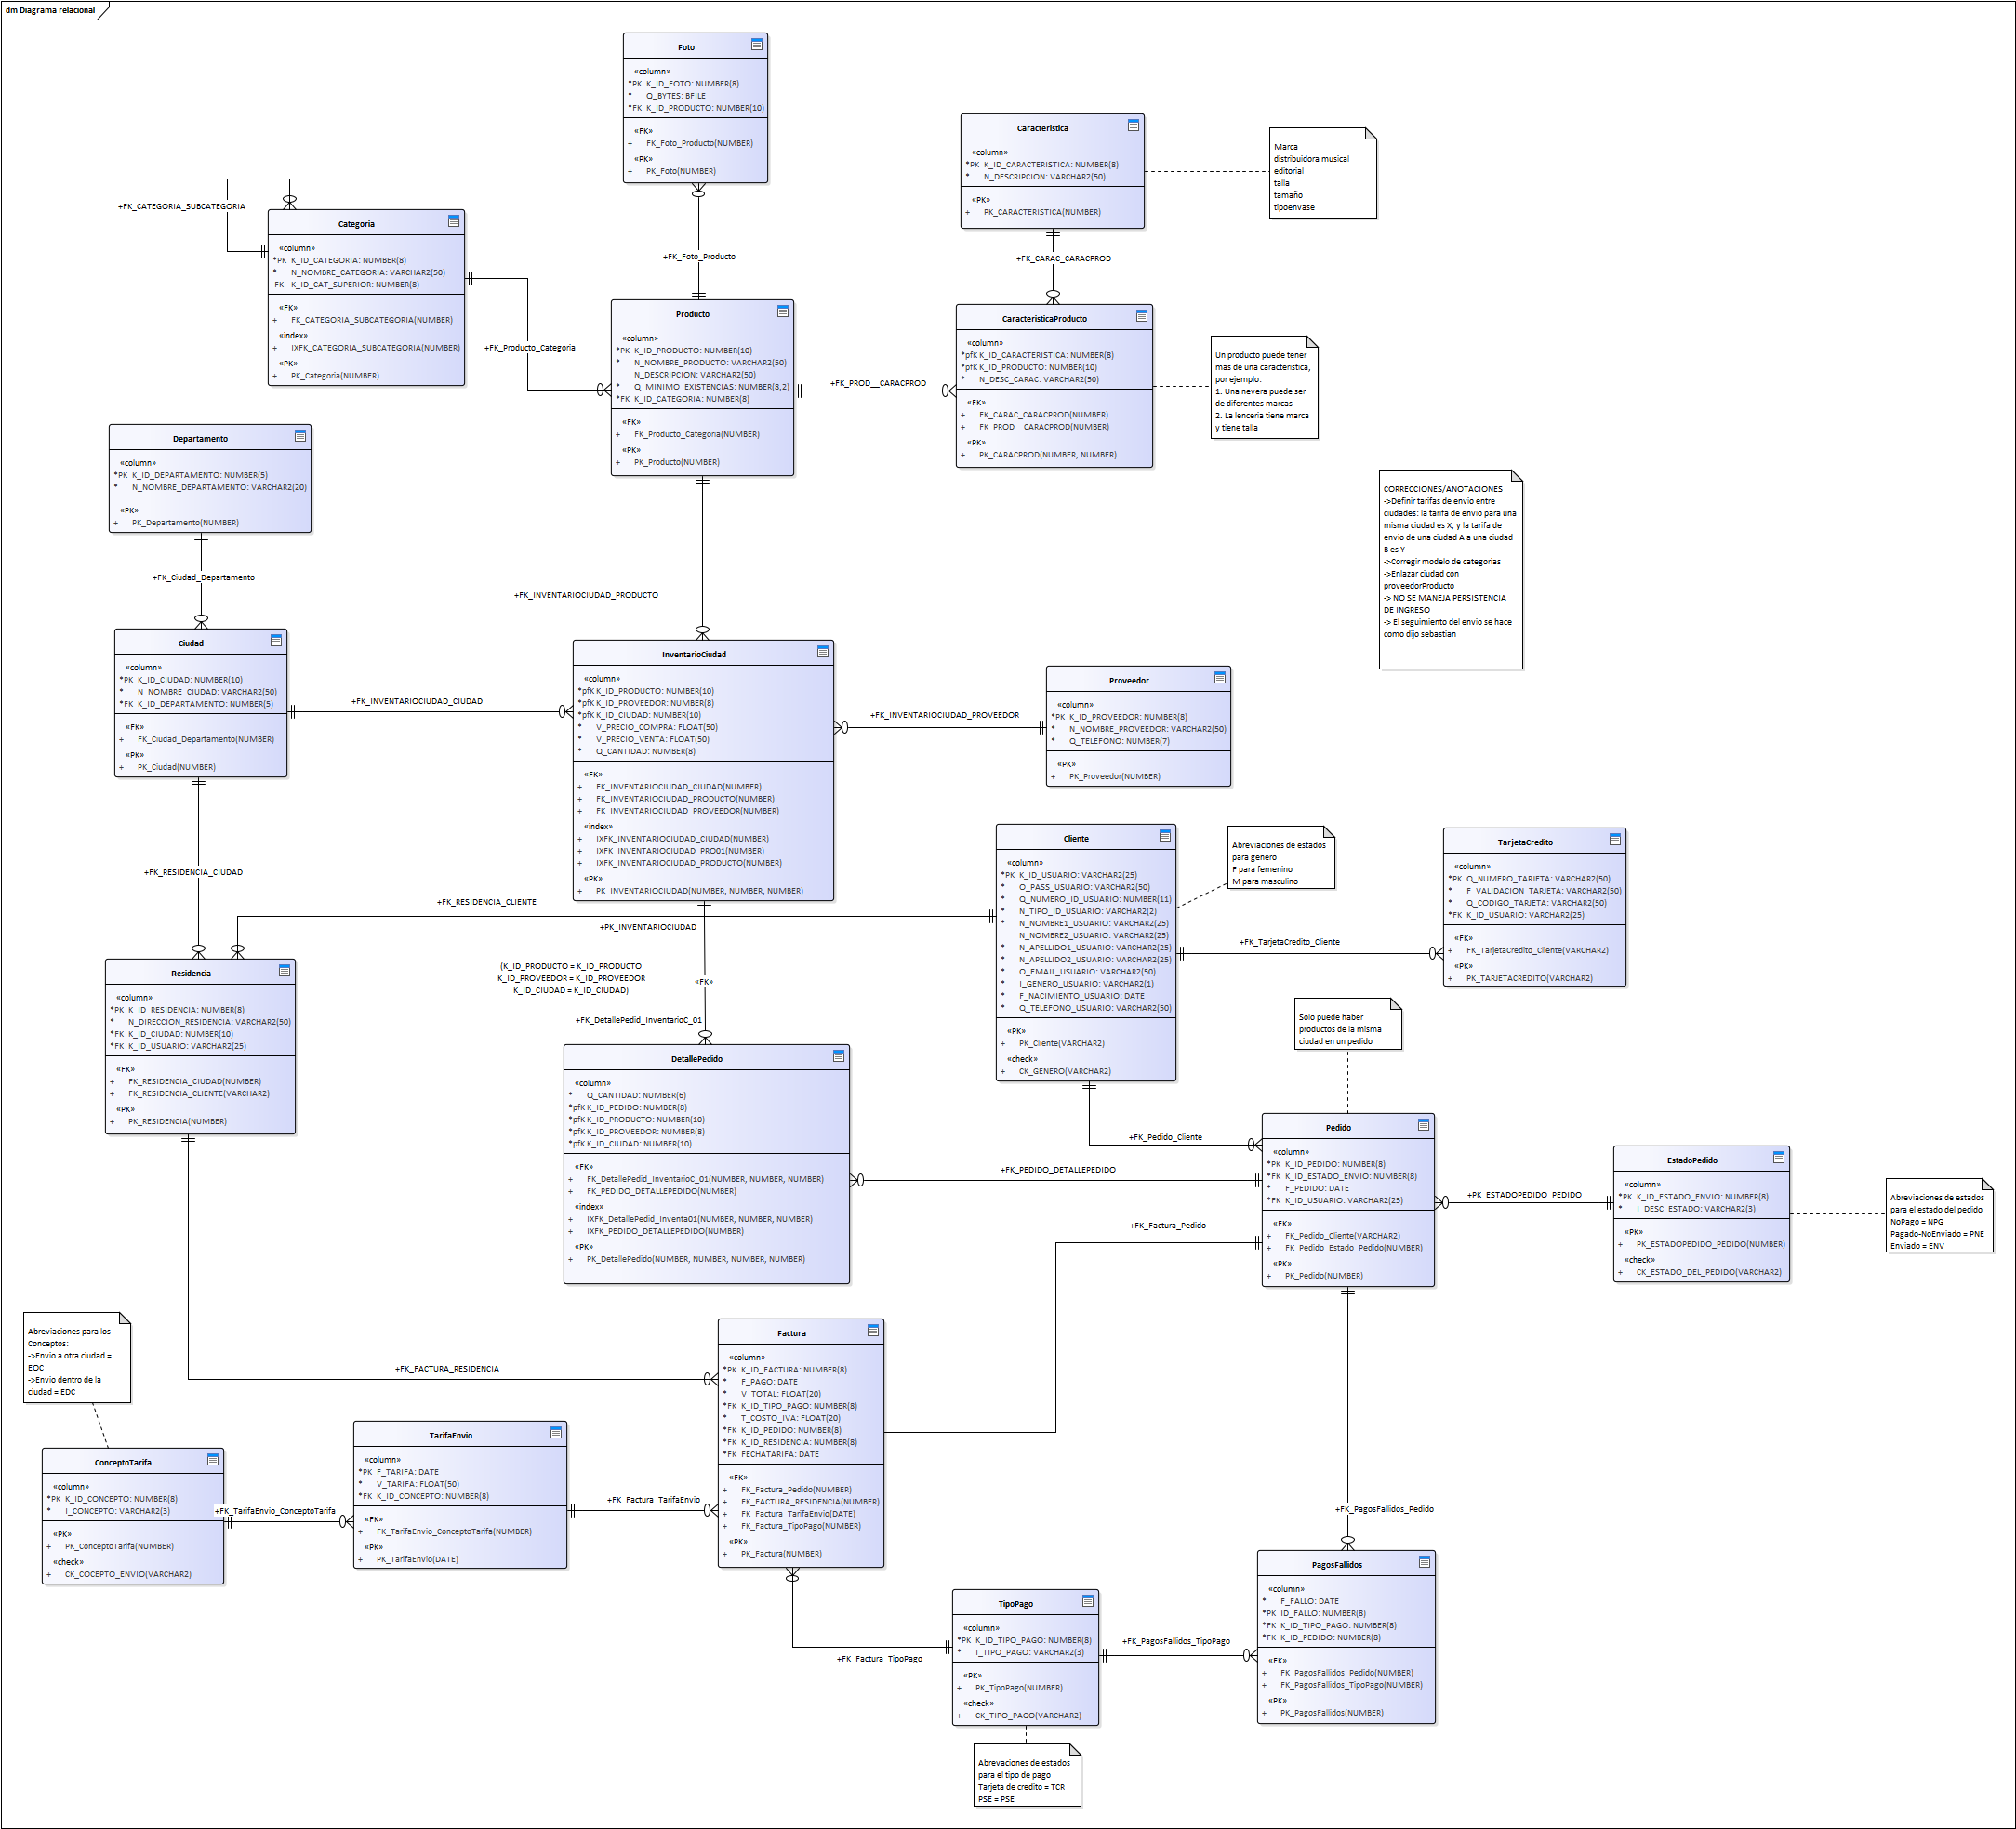 dm Diagrama relacional
Foto
«column»
*PK K_ID_FOTO: NUMBER(8)
* Q_BYTES: BFILE
*FK K_ID_PRODUCTO: NUMBER(10)
«FK»
+ FK_Foto_Producto(NUMBER)
«PK»
+ PK_Foto(NUMBER)
Caracteristica
«column»
*PK K_ID_CARACTERISTICA: NUMBER(8)
* N_DESCRIPCION: VARCHAR2(50)
«PK»
+ PK_CARACTERISTICA(NUMBER)
Marca
distribuidora musical
editorial
talla
tamaño
tipoenvase
+FK_CATEGORIA_SUBCATEGORIA
Categoria
«column»
*PK K_ID_CATEGORIA: NUMBER(8)
* N_NOMBRE_CATEGORIA: VARCHAR2(50)
FK K_ID_CAT_SUPERIOR: NUMBER(8)
«FK»
+ FK_CATEGORIA_SUBCATEGORIA(NUMBER)
«index»
+ IXFK_CATEGORIA_SUBCATEGORIA(NUMBER)
«PK»
+ PK_Categoria(NUMBER)
+FK_Foto_Producto
+FK_CARAC_CARACPROD
+FK_Producto_Categoria
Producto
«column»
*PK K_ID_PRODUCTO: NUMBER(10)
* N_NOMBRE_PRODUCTO: VARCHAR2(50)
N_DESCRIPCION: VARCHAR2(50)
* Q_MINIMO_EXISTENCIAS: NUMBER(8,2)
*FK K_ID_CATEGORIA: NUMBER(8)
«FK»
+ FK_Producto_Categoria(NUMBER)
«PK»
+ PK_Producto(NUMBER)
+FK_PROD__CARACPROD
CaracteristicaProducto
«column»
*pfK K_ID_CARACTERISTICA: NUMBER(8)
*pfK K_ID_PRODUCTO: NUMBER(10)
* N_DESC_CARAC: VARCHAR2(50)
«FK»
+ FK_CARAC_CARACPROD(NUMBER)
+ FK_PROD__CARACPROD(NUMBER)
«PK»
+ PK_CARACPROD(NUMBER, NUMBER)
Un producto puede tener
mas de una caracteristica,
por ejemplo:
1. Una nevera puede ser
de diferentes marcas
2. La lenceria tiene marca
y tiene talla
Departamento
«column»
*PK K_ID_DEPARTAMENTO: NUMBER(5)
* N_NOMBRE_DEPARTAMENTO: VARCHAR2(20)
«PK»
+ PK_Departamento(NUMBER)
CORRECCIONES/ANOTACIONES
->Definir tarifas de envio entre
ciudades: la tarifa de envio para una
misma ciudad es X, y la tarifa de
envio de una ciudad A a una ciudad
B es Y
->Corregir modelo de categorias
->Enlazar ciudad con
proveedorProducto
-> NO SE MANEJA PERSISTENCIA
DE INGRESO
-> El seguimiento del envio se hace
como dijo sebastian
+FK_Ciudad_Departamento
+FK_INVENTARIOCIUDAD_PRODUCTO
Ciudad
«column»
*PK K_ID_CIUDAD: NUMBER(10)
* N_NOMBRE_CIUDAD: VARCHAR2(50)
*FK K_ID_DEPARTAMENTO: NUMBER(5)
«FK»
+ FK_Ciudad_Departamento(NUMBER)
«PK»
+ PK_Ciudad(NUMBER)
+FK_INVENTARIOCIUDAD_CIUDAD
InventarioCiudad
«column»
*pfK K_ID_PRODUCTO: NUMBER(10)
*pfK K_ID_PROVEEDOR: NUMBER(8)
*pfK K_ID_CIUDAD: NUMBER(10)
* V_PRECIO_COMPRA: FLOAT(50)
* V_PRECIO_VENTA: FLOAT(50)
* Q_CANTIDAD: NUMBER(8)
«FK»
+ FK_INVENTARIOCIUDAD_CIUDAD(NUMBER)
+ FK_INVENTARIOCIUDAD_PRODUCTO(NUMBER)
+ FK_INVENTARIOCIUDAD_PROVEEDOR(NUMBER)
«index»
+ IXFK_INVENTARIOCIUDAD_CIUDAD(NUMBER)
+ IXFK_INVENTARIOCIUDAD_PRO01(NUMBER)
+ IXFK_INVENTARIOCIUDAD_PRODUCTO(NUMBER)
«PK»
+ PK_INVENTARIOCIUDAD(NUMBER, NUMBER, NUMBER)
+FK_INVENTARIOCIUDAD_PROVEEDOR
Proveedor
«column»
*PK K_ID_PROVEEDOR: NUMBER(8)
* N_NOMBRE_PROVEEDOR: VARCHAR2(50)
* Q_TELEFONO: NUMBER(7)
«PK»
+ PK_Proveedor(NUMBER)
+FK_RESIDENCIA_CIUDAD
+FK_RESIDENCIA_CLIENTE
+PK_INVENTARIOCIUDAD
Cliente
«column»
*PK K_ID_USUARIO: VARCHAR2(25)
* O_PASS_USUARIO: VARCHAR2(50)
* Q_NUMERO_ID_USUARIO: NUMBER(11)
* N_TIPO_ID_USUARIO: VARCHAR2(2)
* N_NOMBRE1_USUARIO: VARCHAR2(25)
N_NOMBRE2_USUARIO: VARCHAR2(25)
* N_APELLIDO1_USUARIO: VARCHAR2(25)
* N_APELLIDO2_USUARIO: VARCHAR2(25)
* O_EMAIL_USUARIO: VARCHAR2(50)
* I_GENERO_USUARIO: VARCHAR2(1)
* F_NACIMIENTO_USUARIO: DATE
* Q_TELEFONO_USUARIO: VARCHAR2(50)
«PK»
+ PK_Cliente(VARCHAR2)
«check»
+ CK_GENERO(VARCHAR2)
Abreviaciones de estados
para genero
F para femenino
M para masculino
TarjetaCredito
«column»
*PK Q_NUMERO_TARJETA: VARCHAR2(50)
* F_VALIDACION_TARJETA: VARCHAR2(50)
* Q_CODIGO_TARJETA: VARCHAR2(50)
*FK K_ID_USUARIO: VARCHAR2(25)
«FK»
+ FK_TarjetaCredito_Cliente(VARCHAR2)
«PK»
+ PK_TARJETACREDITO(VARCHAR2)
+FK_TarjetaCredito_Cliente
(K_ID_PRODUCTO = K_ID_PRODUCTO
K_ID_PROVEEDOR = K_ID_PROVEEDOR
K_ID_CIUDAD = K_ID_CIUDAD)
«FK»
+FK_DetallePedid_InventarioC_01
Residencia
«column»
*PK K_ID_RESIDENCIA: NUMBER(8)
* N_DIRECCION_RESIDENCIA: VARCHAR2(50)
*FK K_ID_CIUDAD: NUMBER(10)
*FK K_ID_USUARIO: VARCHAR2(25)
«FK»
+ FK_RESIDENCIA_CIUDAD(NUMBER)
+ FK_RESIDENCIA_CLIENTE(VARCHAR2)
«PK»
+ PK_RESIDENCIA(NUMBER)
DetallePedido
«column»
* Q_CANTIDAD: NUMBER(6)
*pfK K_ID_PEDIDO: NUMBER(8)
*pfK K_ID_PRODUCTO: NUMBER(10)
*pfK K_ID_PROVEEDOR: NUMBER(8)
*pfK K_ID_CIUDAD: NUMBER(10)
«FK»
+ FK_DetallePedid_InventarioC_01(NUMBER, NUMBER, NUMBER)
+ FK_PEDIDO_DETALLEPEDIDO(NUMBER)
«index»
+ IXFK_DetallePedid_Inventa01(NUMBER, NUMBER, NUMBER)
+ IXFK_PEDIDO_DETALLEPEDIDO(NUMBER)
«PK»
+ PK_DetallePedido(NUMBER, NUMBER, NUMBER, NUMBER)
Solo puede haber
productos de la misma
ciudad en un pedido
+FK_Pedido_Cliente
+FK_PEDIDO_DETALLEPEDIDO
+FK_Factura_Pedido
Pedido
«column»
*PK K_ID_PEDIDO: NUMBER(8)
*FK K_ID_ESTADO_ENVIO: NUMBER(8)
* F_PEDIDO: DATE
*FK K_ID_USUARIO: VARCHAR2(25)
«FK»
+ FK_Pedido_Cliente(VARCHAR2)
+ FK_Pedido_Estado_Pedido(NUMBER)
«PK»
+ PK_Pedido(NUMBER)
+PK_ESTADOPEDIDO_PEDIDO
EstadoPedido
«column»
*PK K_ID_ESTADO_ENVIO: NUMBER(8)
* I_DESC_ESTADO: VARCHAR2(3)
«PK»
+ PK_ESTADOPEDIDO_PEDIDO(NUMBER)
«check»
+ CK_ESTADO_DEL_PEDIDO(VARCHAR2)
Abreviaciones de estados
para el estado del pedido
NoPago = NPG
Pagado-NoEnviado = PNE
Enviado = ENV
Abreviaciones para los
Conceptos:
->Envio a otra ciudad =
EOC
->Envio dentro de la
ciudad = EDC
+FK_FACTURA_RESIDENCIA
Factura
«column»
*PK K_ID_FACTURA: NUMBER(8)
* F_PAGO: DATE
* V_TOTAL: FLOAT(20)
*FK K_ID_TIPO_PAGO: NUMBER(8)
* T_COSTO_IVA: FLOAT(20)
*FK K_ID_PEDIDO: NUMBER(8)
*FK K_ID_RESIDENCIA: NUMBER(8)
*FK FECHATARIFA: DATE
«FK»
+ FK_Factura_Pedido(NUMBER)
+ FK_FACTURA_RESIDENCIA(NUMBER)
+ FK_Factura_TarifaEnvio(DATE)
+ FK_Factura_TipoPago(NUMBER)
«PK»
+ PK_Factura(NUMBER)
ConceptoTarifa
«column»
*PK K_ID_CONCEPTO: NUMBER(8)
* I_CONCEPTO: VARCHAR2(3)
«PK»
+ PK_ConceptoTarifa(NUMBER)
«check»
+ CK_COCEPTO_ENVIO(VARCHAR2)
+FK_TarifaEnvio_ConceptoTarifa
TarifaEnvio
«column»
*PK F_TARIFA: DATE
* V_TARIFA: FLOAT(50)
*FK K_ID_CONCEPTO: NUMBER(8)
«FK»
+ FK_TarifaEnvio_ConceptoTarifa(NUMBER)
«PK»
+ PK_TarifaEnvio(DATE)
+FK_Factura_TarifaEnvio
+FK_PagosFallidos_Pedido
PagosFallidos
«column»
* F_FALLO: DATE
*PK ID_FALLO: NUMBER(8)
*FK K_ID_TIPO_PAGO: NUMBER(8)
*FK K_ID_PEDIDO: NUMBER(8)
«FK»
+ FK_PagosFallidos_Pedido(NUMBER)
+ FK_PagosFallidos_TipoPago(NUMBER)
«PK»
+ PK_PagosFallidos(NUMBER)
TipoPago
«column»
*PK K_ID_TIPO_PAGO: NUMBER(8)
* I_TIPO_PAGO: VARCHAR2(3)
«PK»
+ PK_TipoPago(NUMBER)
«check»
+ CK_TIPO_PAGO(VARCHAR2)
+FK_PagosFallidos_TipoPago
+FK_Factura_TipoPago
Abrevaciones de estados
para el tipo de pago
Tarjeta de credito = TCR
PSE = PSE